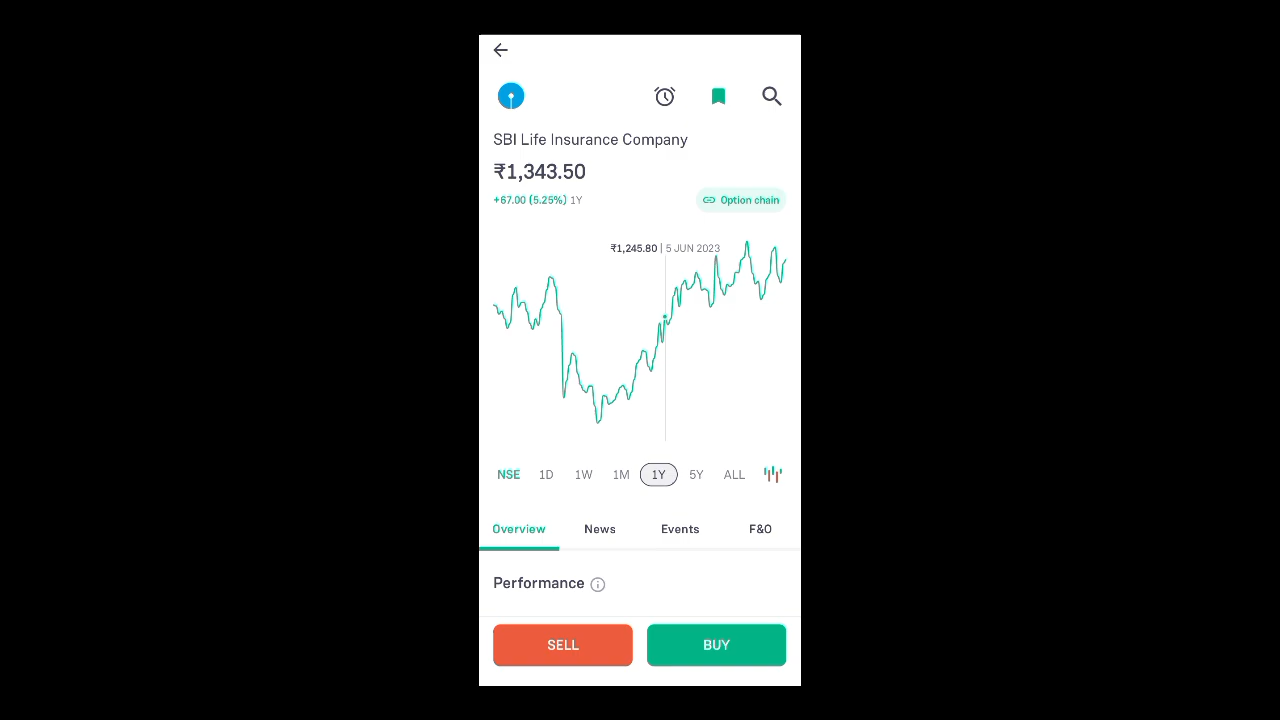 SBI Life Insurance Company
₹1,343.50
+67.00 (5.25%) 1Y
Option chain
₹1,245.80 | 5 JUN 2023
NSE 1D 1W 1M 1Y 5Y ALL
Overview News Events F&O
Performance
SELL BUY